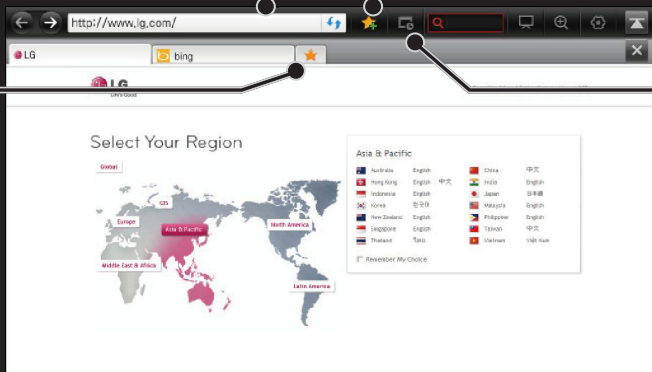 http://www.lg.com/
LG
bing
LG
Life's Good
Select Your Region
Global
CIS
Europe
Asia & Pacific
North America
Middle East & Africa
Latin America
Asia & Pacific
Australia English China 中文
Hong Kong English 中文 India English
Indonesia English Japan 日本語
Korea 한국어 Malaysia English
New Zealand English Philippine English
Singapore English Taiwan 中文
Thailand ไทย Vietnam Việt Nam
Remember My Choice